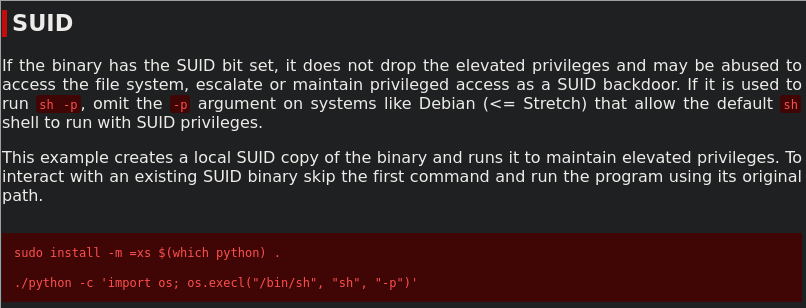 SUID
If the binary has the SUID bit set, it does not drop the elevated privileges and may be abused to
access the file system, escalate or maintain privileged access as a SUID backdoor. If it is used to
run sh -p, omit the -p argument on systems like Debian (<= Stretch) that allow the default sh
shell to run with SUID privileges.
This example creates a local SUID copy of the binary and runs it to maintain elevated privileges. To
interact with an existing SUID binary skip the first command and run the program using its original
path.
sudo install -m =xs $(which python) .
./python -c 'import os; os.execl("/bin/sh", "sh", "-p")'